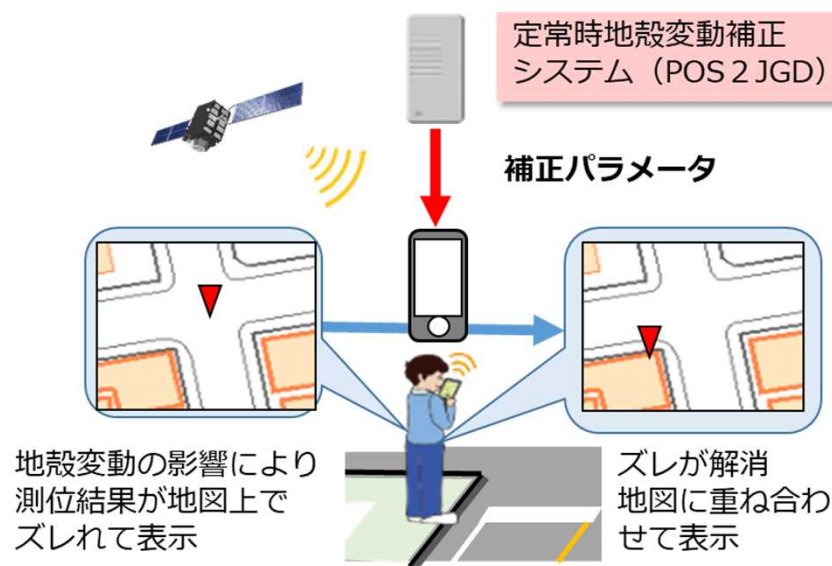 定常時地殻変動補正
システム（POS２JGD）
補正パラメータ
地殻変動の影響により
測位結果が地図上で
ズレれて表示
ズレが解消
地図に重ね合わ
せて表示